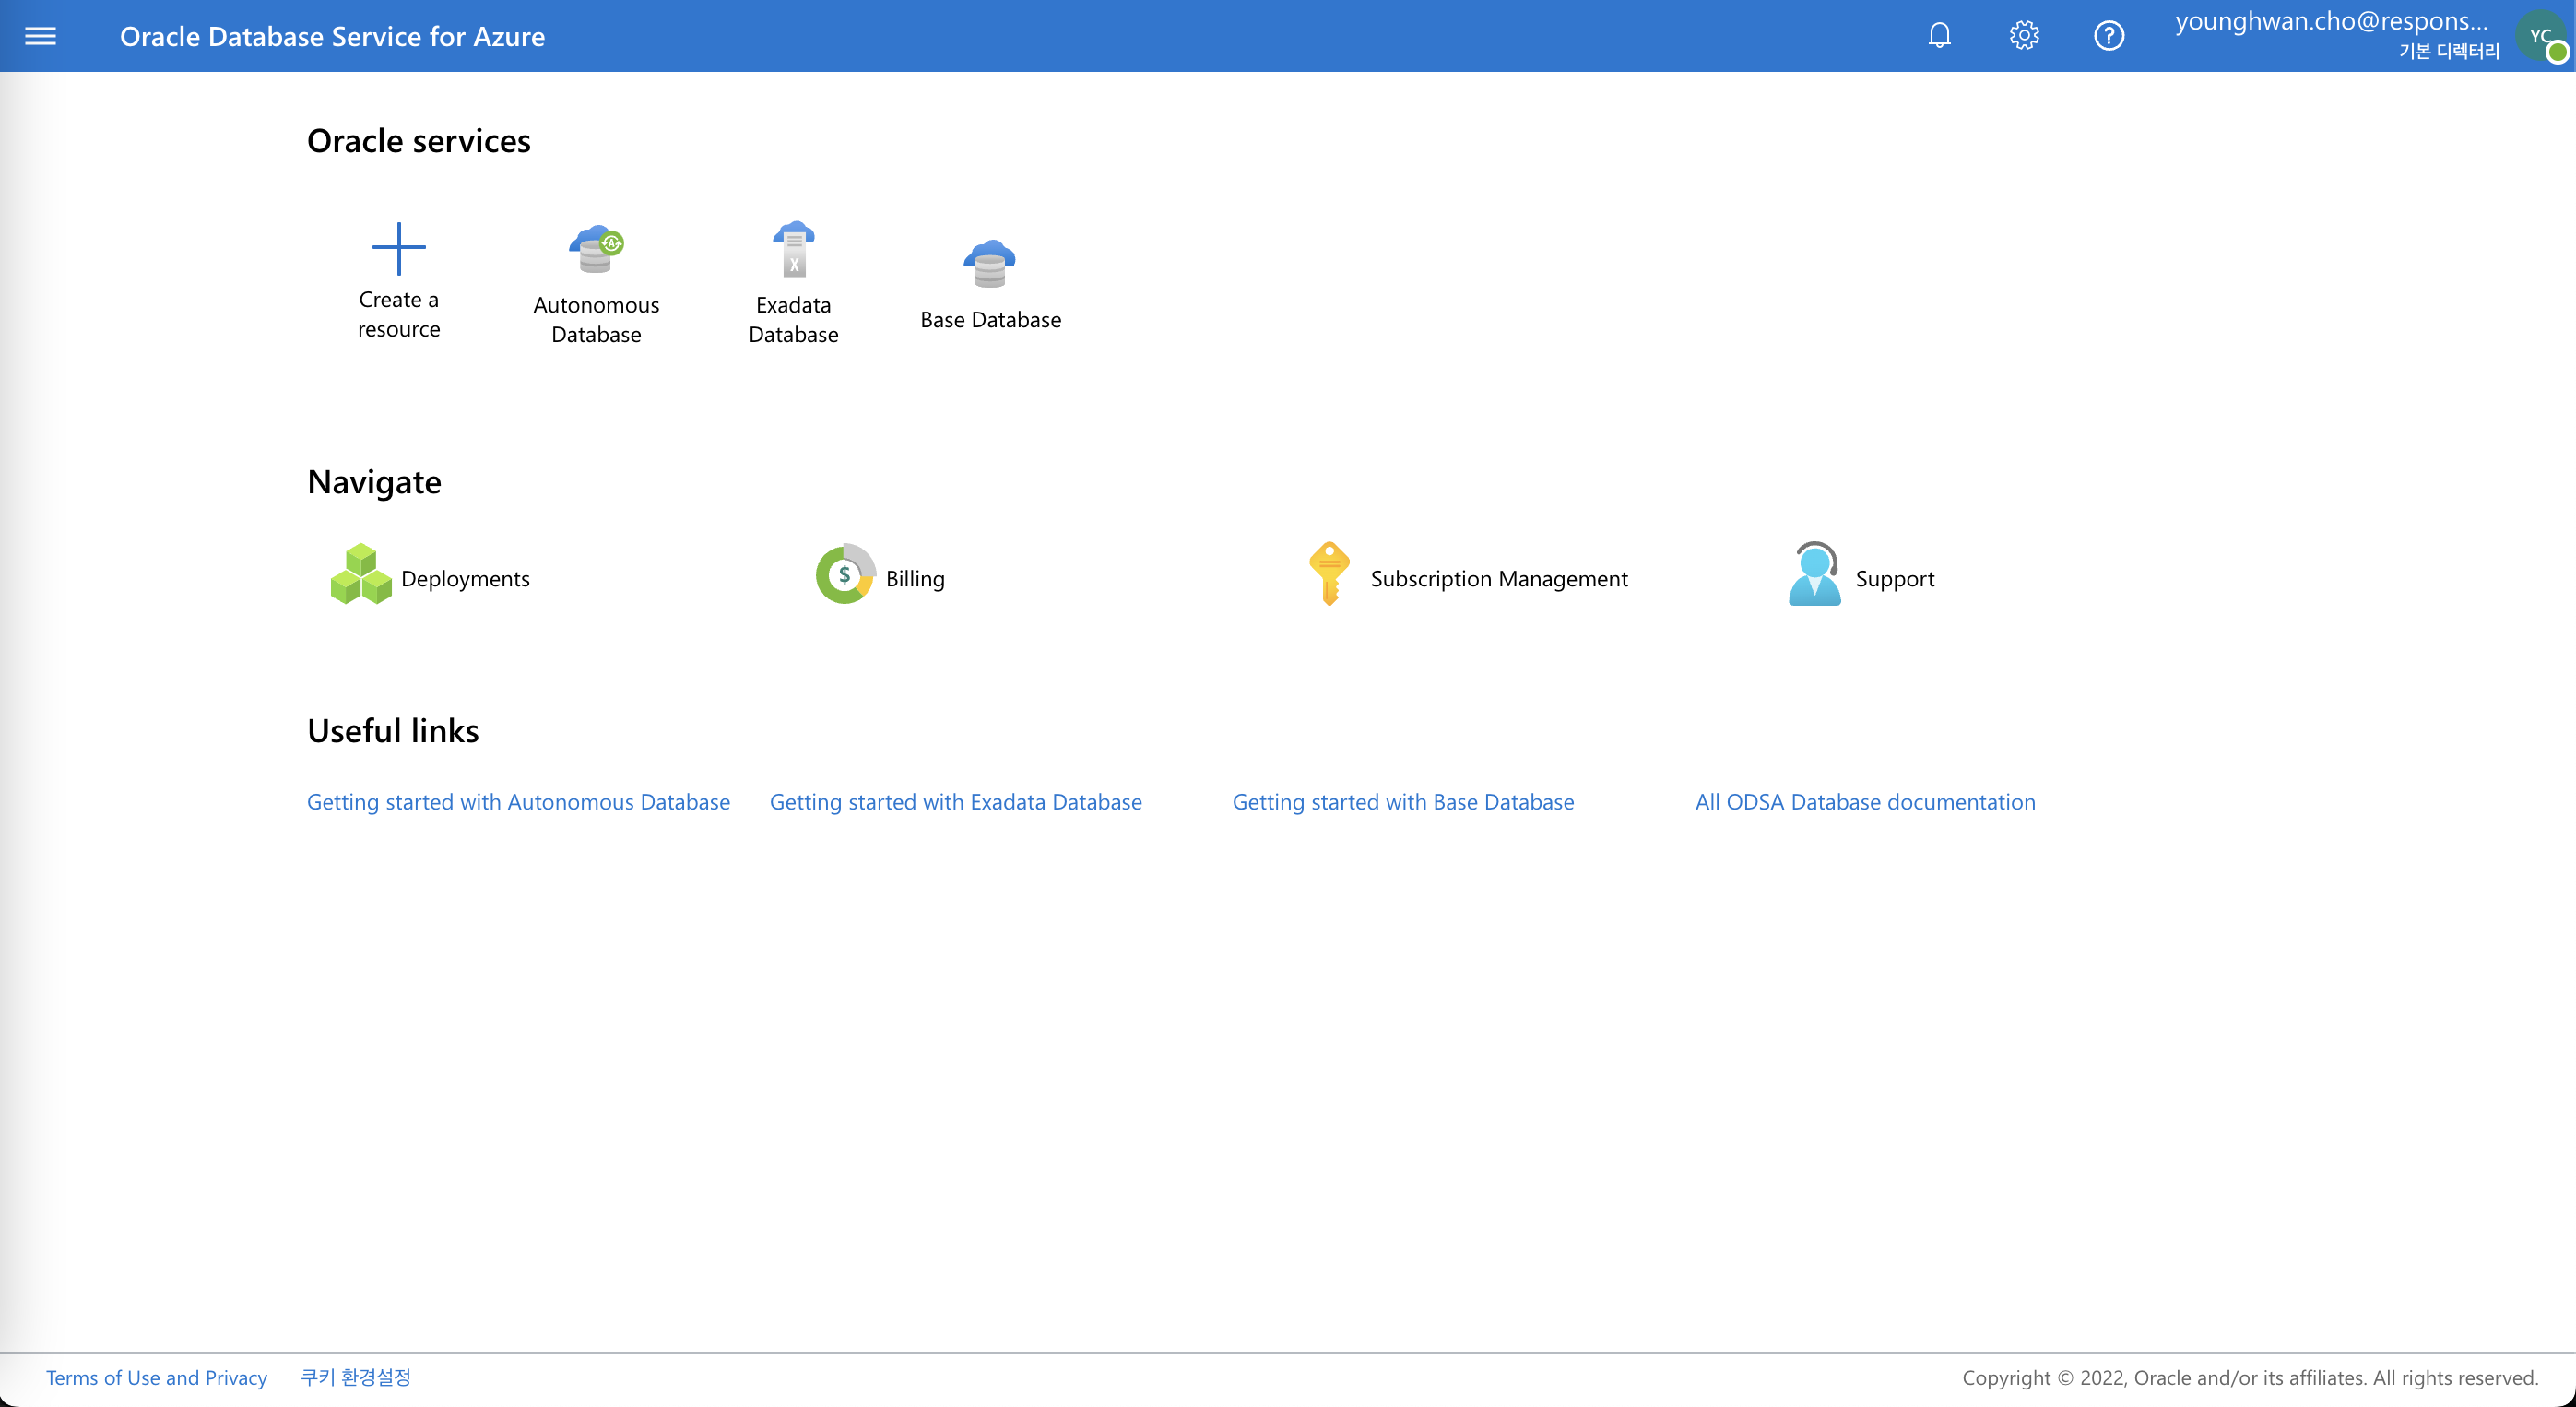 Oracle Database Service for Azure
younghwan.cho@respons...
기본 디렉터리
YC
Oracle services
Create a
resource
Autonomous
Database
Exadata
Database
Base Database
Navigate
Deployments
Billing
Subscription Management
Support
Useful links
Getting started with Autonomous Database
Getting started with Exadata Database
Getting started with Base Database
All ODSA Database documentation
Terms of Use and Privacy
쿠키 환경설정
Copyright © 2022, Oracle and/or its affiliates. All rights reserved.